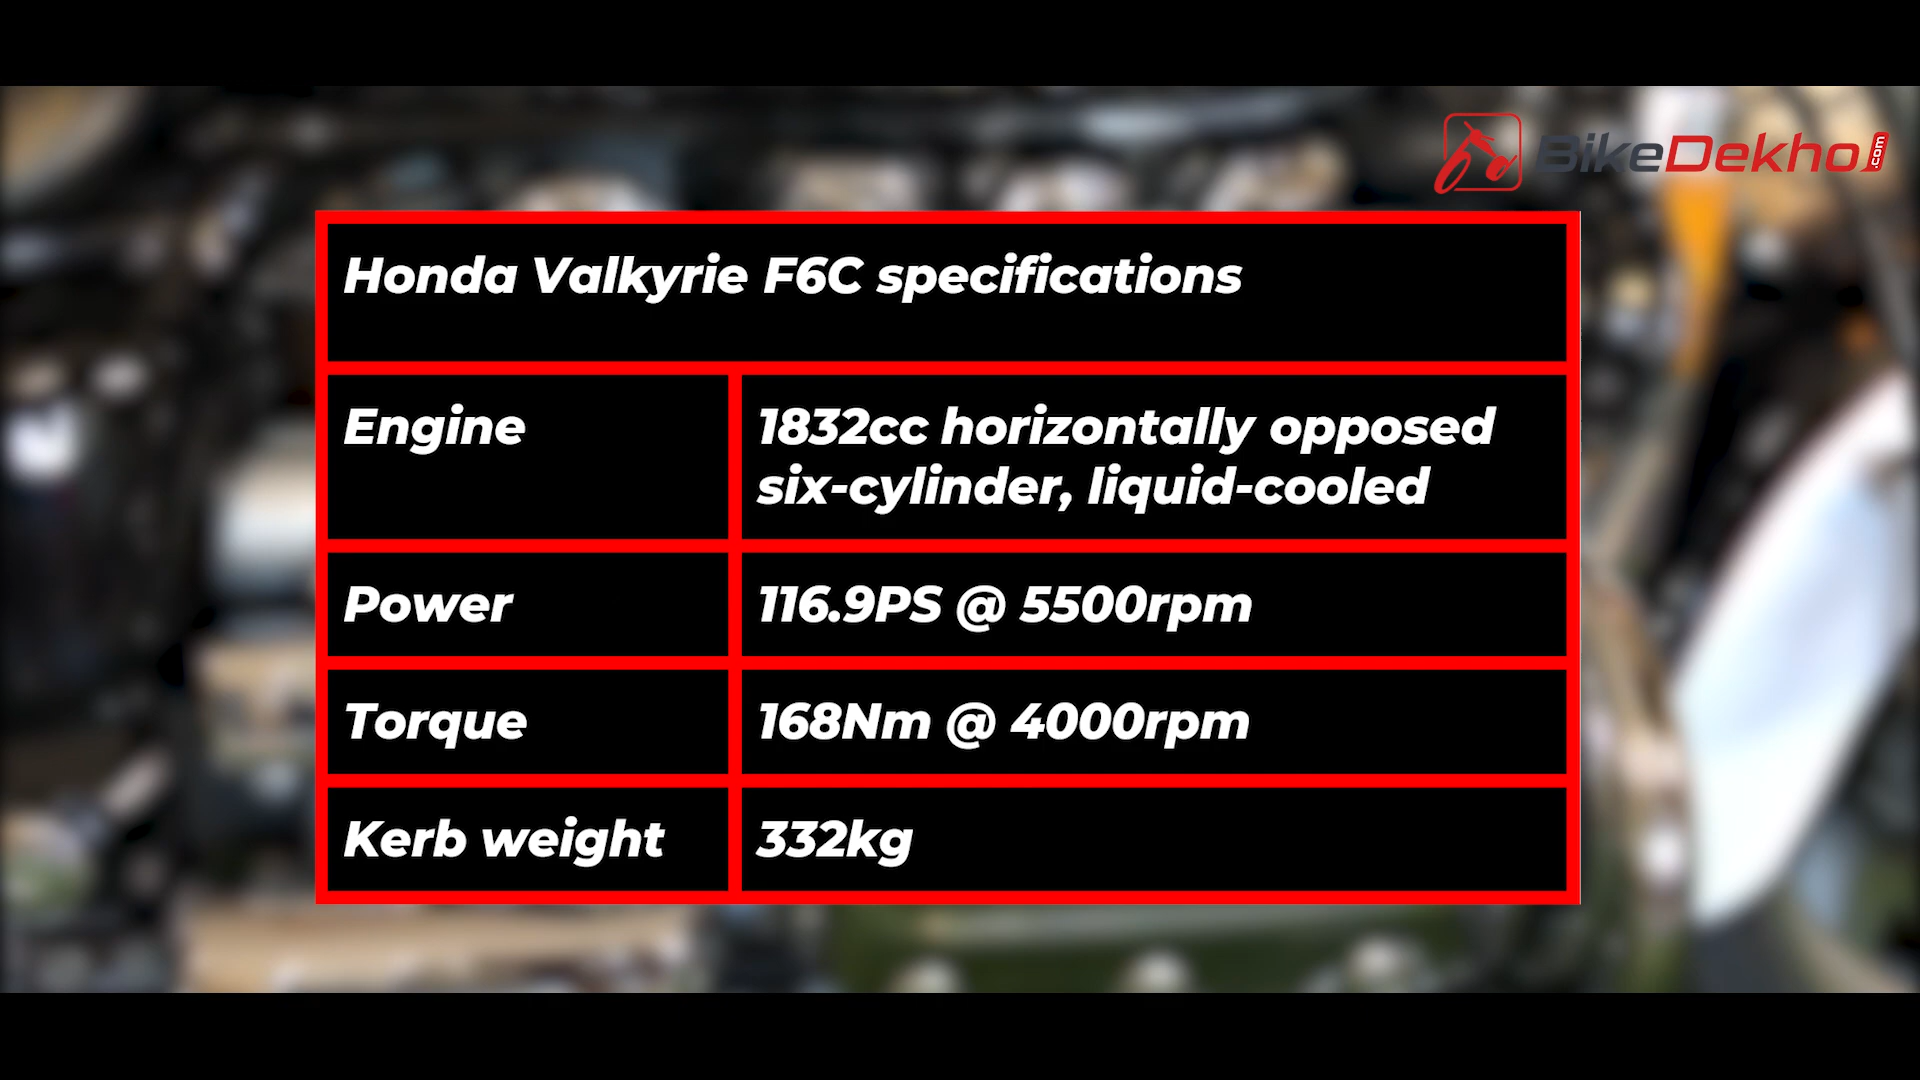 BikeDekho.com
Honda Valkyrie F6C specifications
Engine
1832cc horizontally opposed
six-cylinder, liquid-cooled
Power
116.9PS @ 5500rpm
Torque
168Nm @ 4000rpm
Kerb weight
332kg